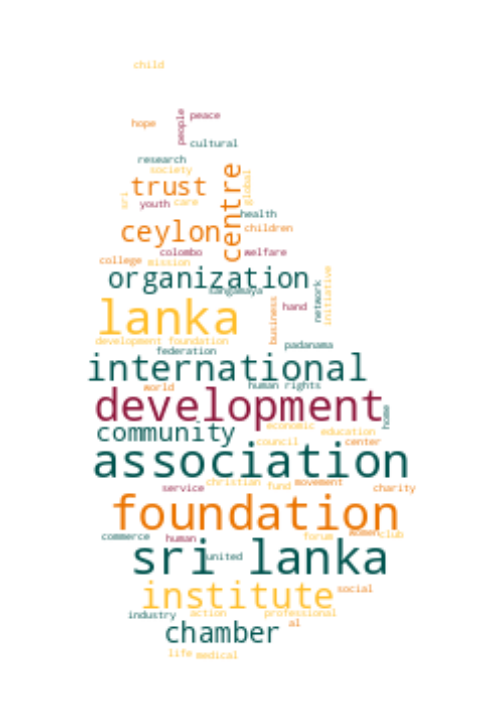 child
peace
people
hope
cultural
research
society
trust
centre
global
sri
youth care
health
ceylon
children
colombo
welfare
college mission
organization
sangamaya
network
initiative
lanka
hand
business
development foundation
padanama
federation
international
world
human rights
development
home
community
economic
education
council
center
association
christian fund movement
service
charity
foundation
commerce
human
forum
women
club
sri lanka
united
institute
social
industry
action
professional
al
chamber
life
medical